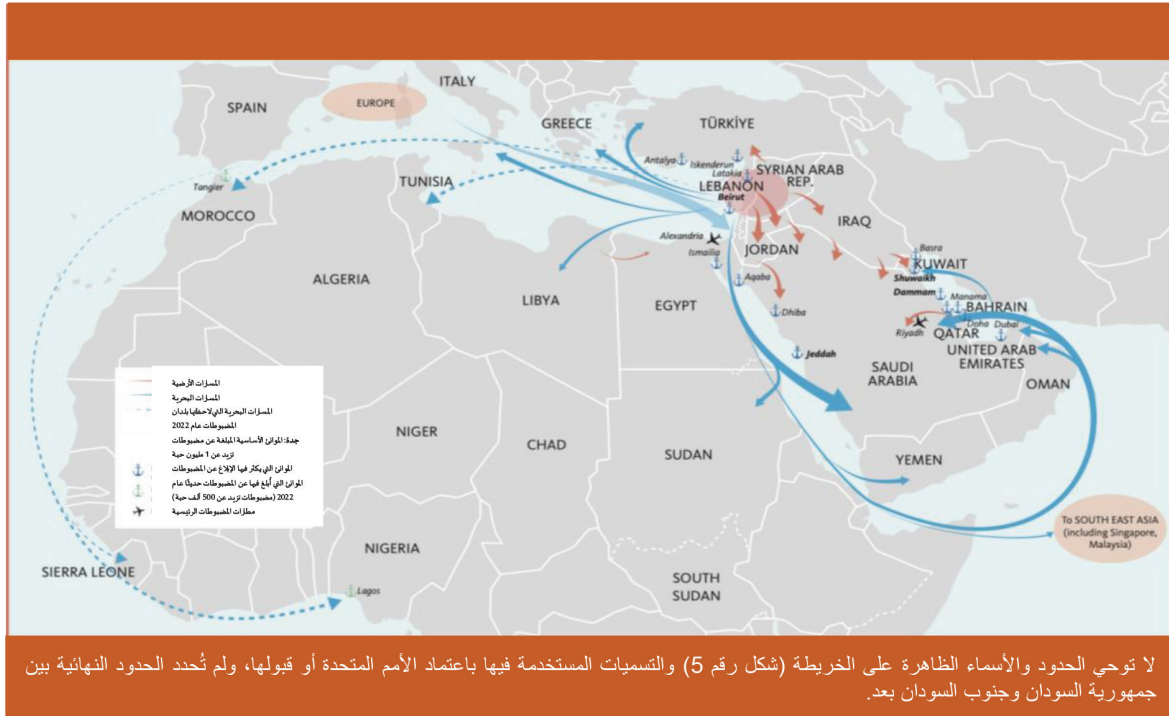 ITALY
SPAIN
EUROPE
GREECE
TÜRKİYE
Antalya
Iskenderun
Latakia
SYRIAN ARAB
REP.
LEBANON
Beirut
TUNISIA
Tangier
MOROCCO
IRAQ
Alexandria
Ismailia
JORDAN
Basra
KUWAIT
Shuwaikh
Aqaba
Dammam
Manama
BAHRAIN
ALGERIA
LIBYA
EGYPT
Dhiba
Riyadh
Doha
Dubai
QATAR
UNITED ARAB
EMIRATES
Jeddah
SAUDI
ARABIA
OMAN
المسارات الأرضية
المسارات البحرية
المسارات البحرية التي لاحظتها بلدان
المضبوطات عام 2022
جدة: الموانئ الأساسية المبلغة عن مضبوطات
تزيد عن 1 مليون حبة
الموانئ التي يكثر فيها الإبلاغ عن المضبوطات
الموانئ التي أُبلغ فيها عن المضبوطات حديثًا عام
2022 (مضبوطات تزيد عن 500 ألف حبة)
مطارات المضبوطات الرئيسية
NIGER
CHAD
SUDAN
YEMEN
To SOUTH EAST ASIA
(including Singapore,
Malaysia)
NIGERIA
SIERRA LEONE
Lagos
SOUTH
SUDAN
لا توحي الحدود والأسماء الظاهرة على الخريطة (شكل رقم 5) والتسميات المستخدمة فيها باعتماد الأمم المتحدة أو قبولها، ولم تُحدد الحدود النهائية بين
جمهورية السودان وجنوب السودان بعد.